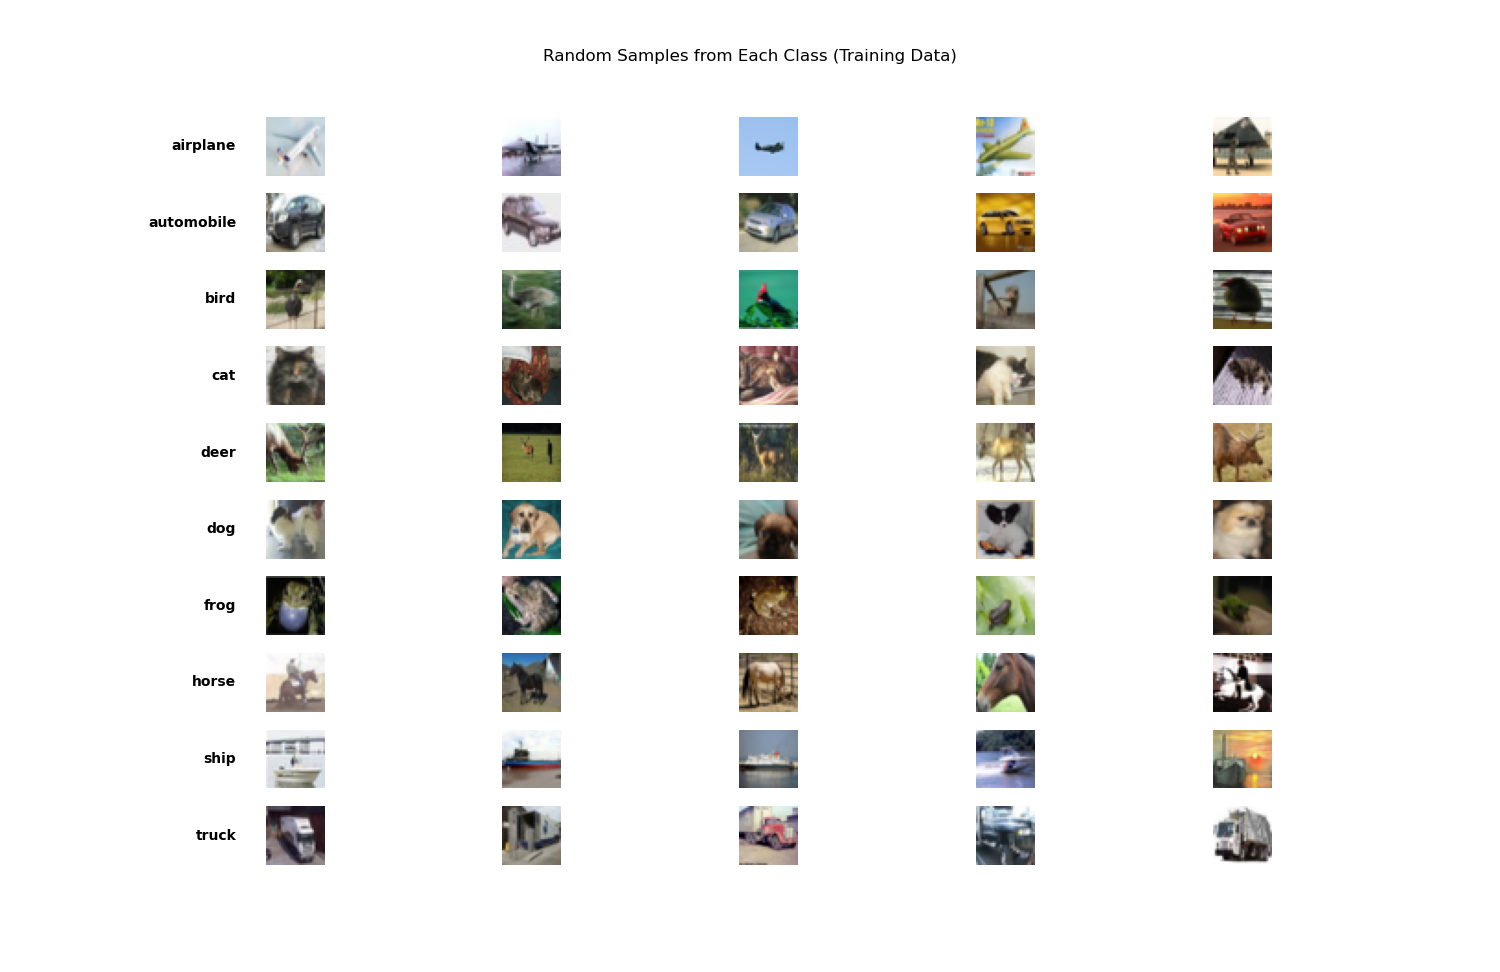 Random Samples from Each Class (Training Data)
airplane
automobile
bird
cat
deer
dog
frog
horse
ship
truck